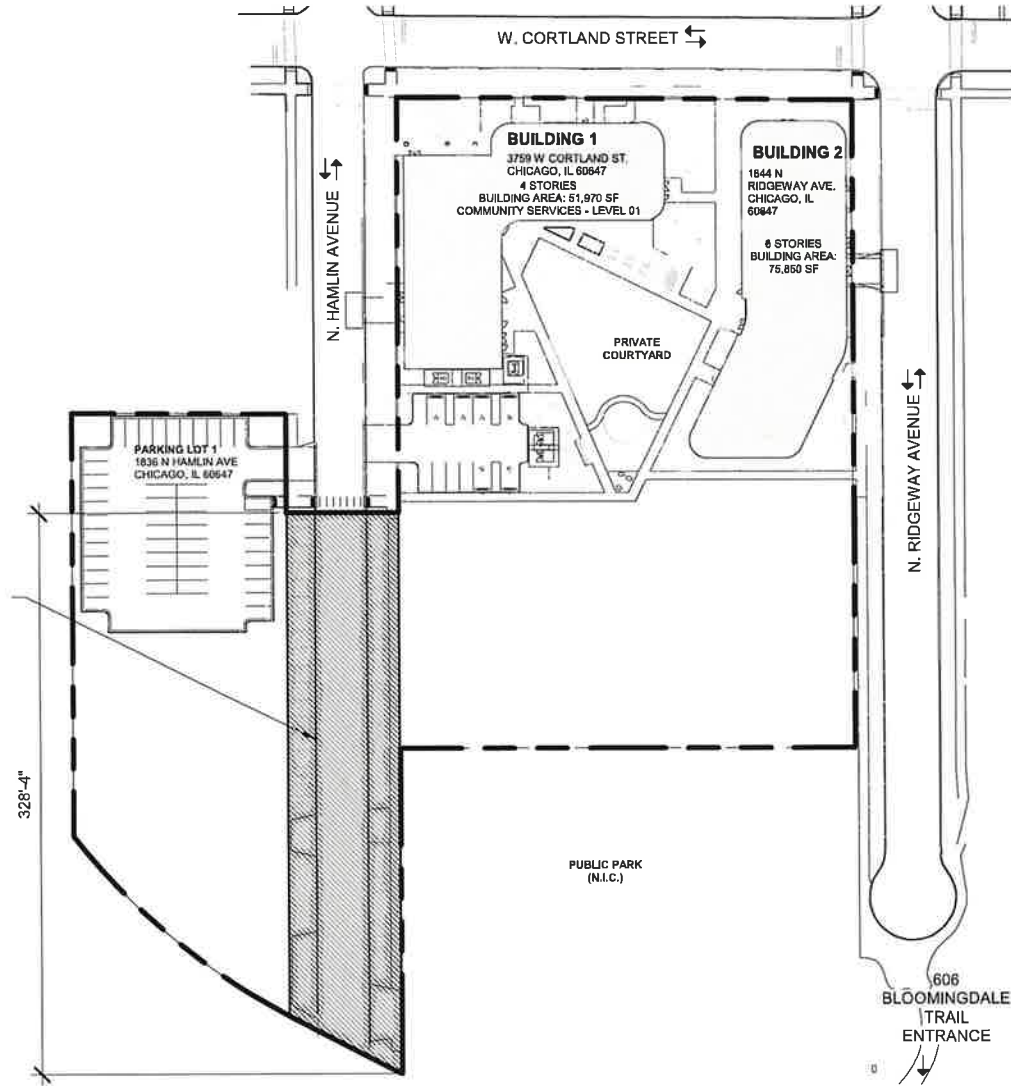 W. CORTLAND STREET
N. HAMLIN AVENUE
BUILDING 1
3759 W CORTLAND ST.
CHICAGO, IL 60647
4 STORIES
BUILDING AREA: 51,970 SF
COMMUNITY SERVICES - LEVEL 01
BUILDING 2
1844 N
RIDGEWAY AVE.
CHICAGO, IL
60647
6 STORIES
BUILDING AREA:
75,850 SF
PRIVATE
COURTYARD
N. RIDGEWAY AVENUE
PARKING LOT 1
1836 N HAMLIN AVE
CHICAGO, IL 60647
328'-4"
PUBLIC PARK
(N.I.C.)
606
BLOOMINGDALE
TRAIL
ENTRANCE